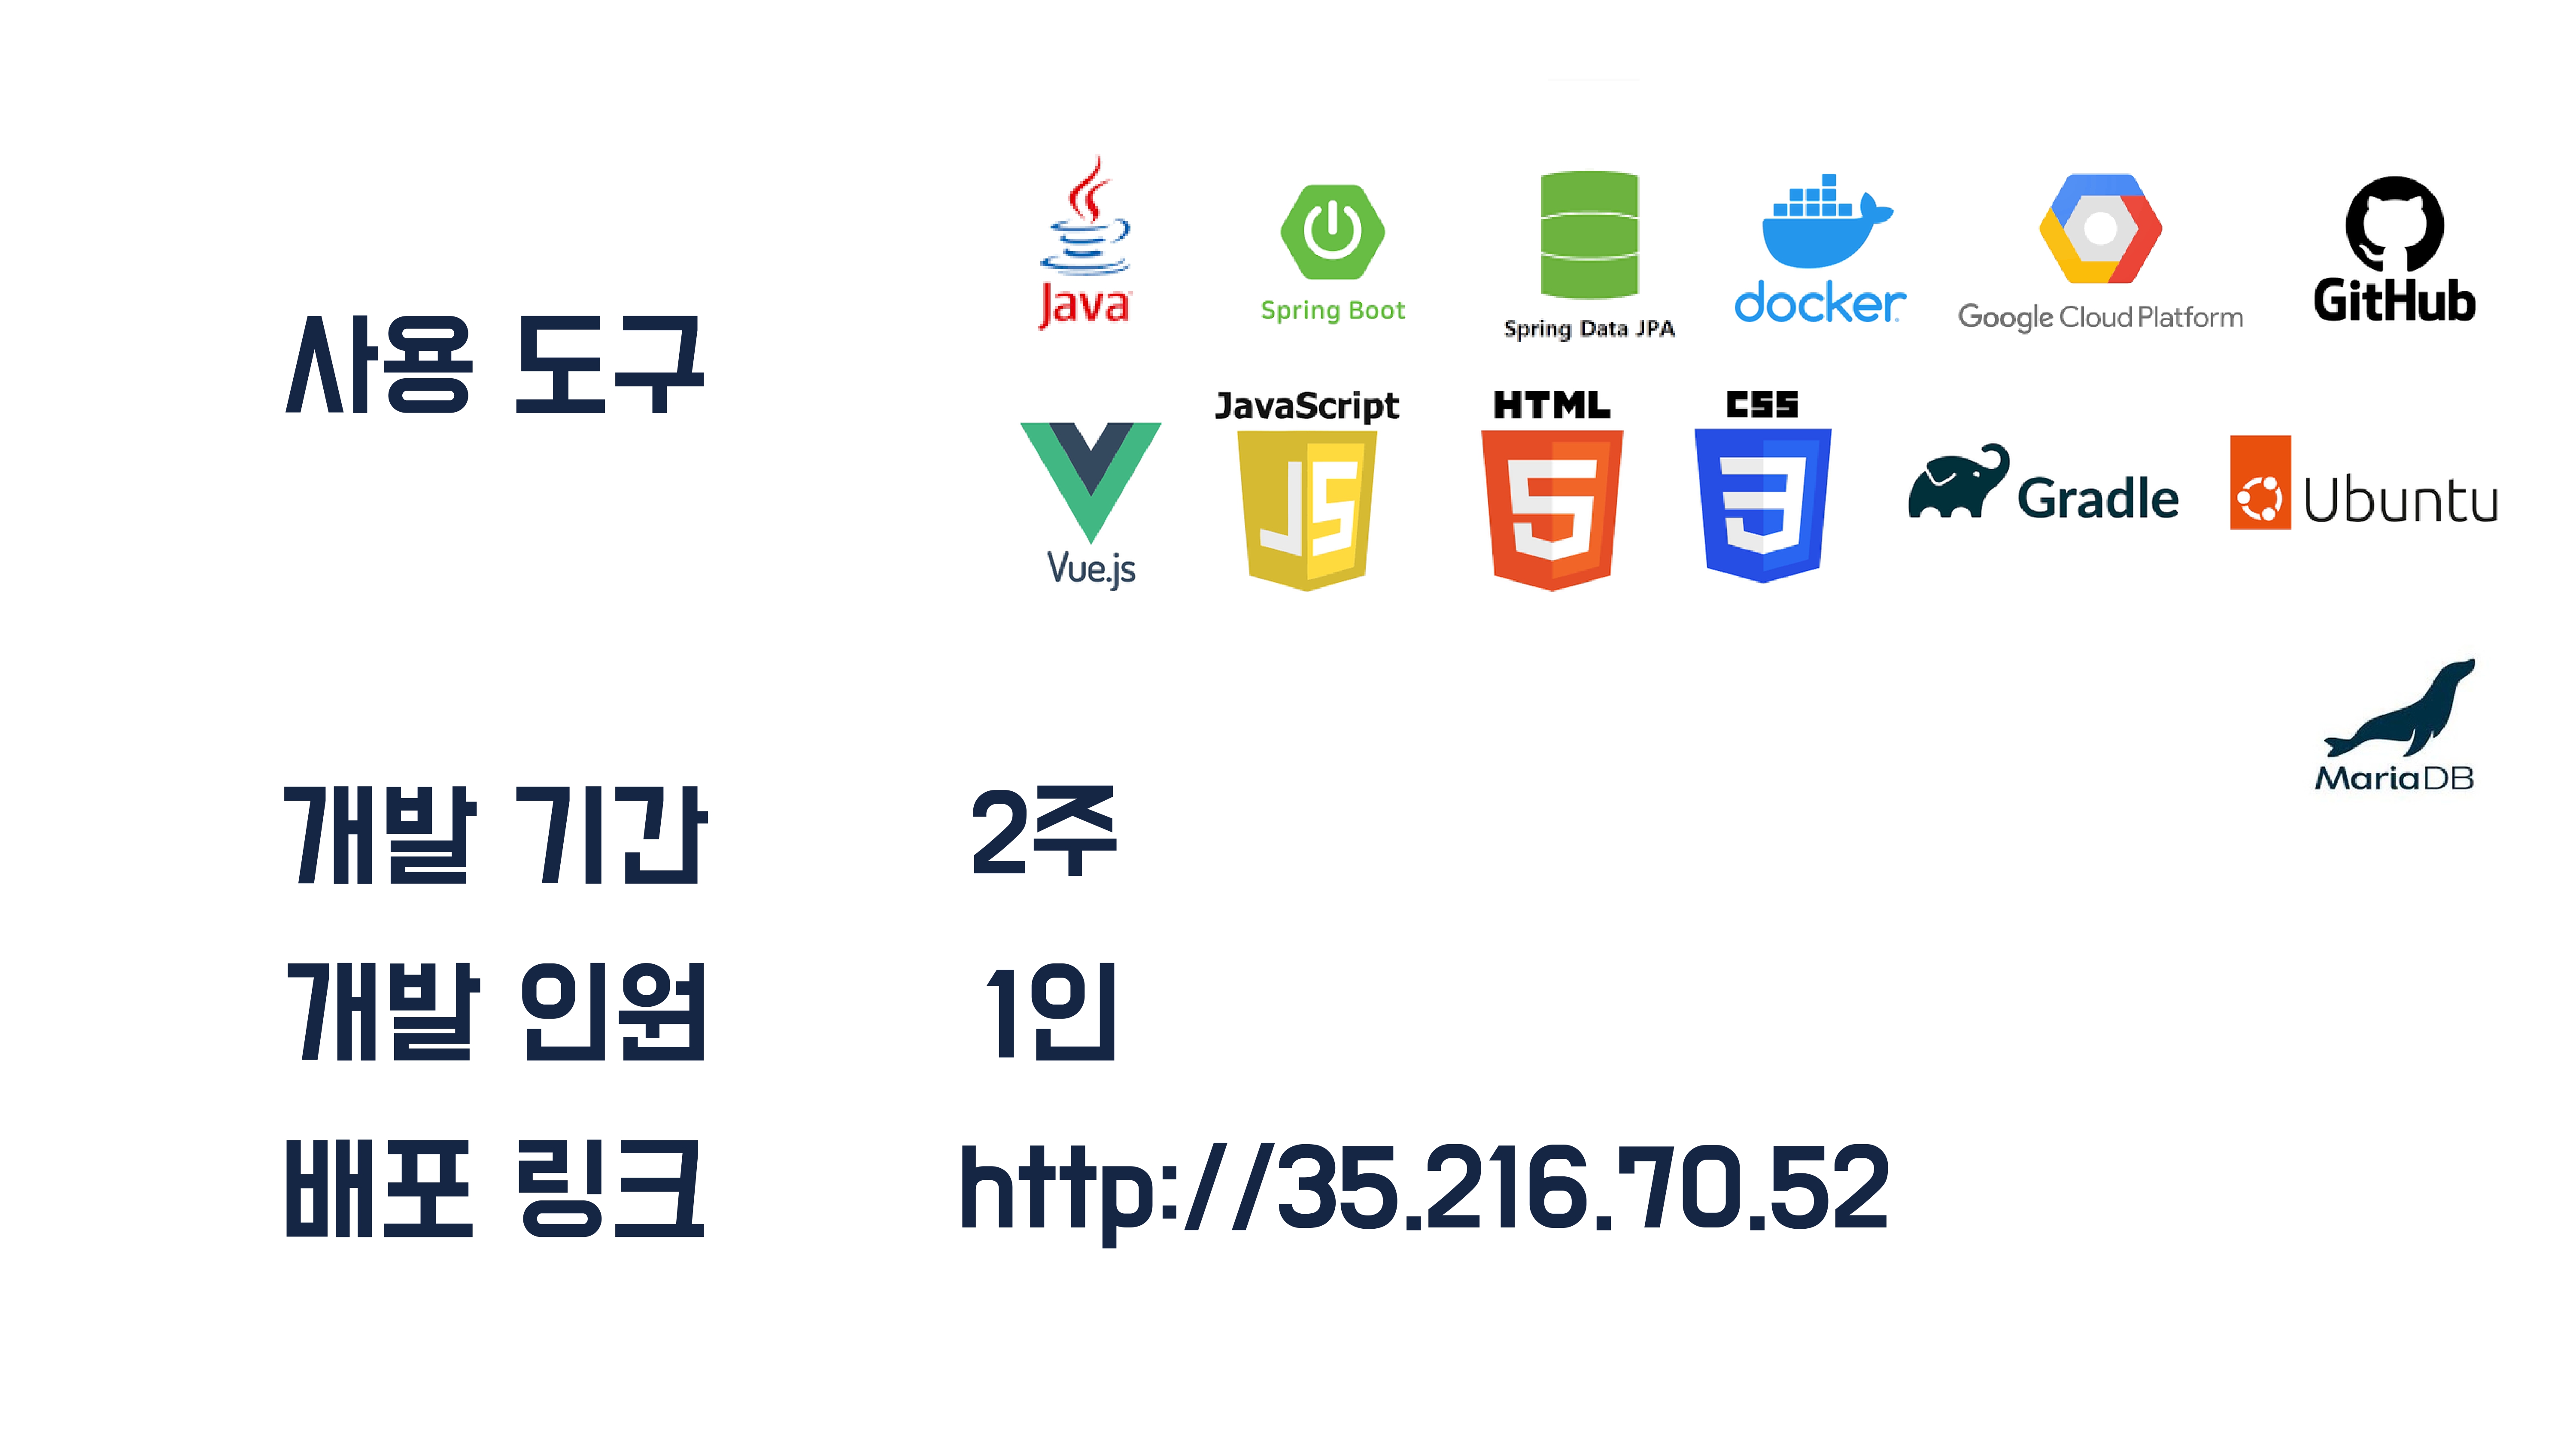 사용 도구
Java
Spring Boot
Spring Data JPA
docker
Google Cloud Platform
GitHub
Vue.js
JavaScript
JS
HTML
5
CSS
3
Gradle
Ubuntu
MariaDB
개발 기간 2주
개발 인원 1인
배포 링크 http://35.216.70.52